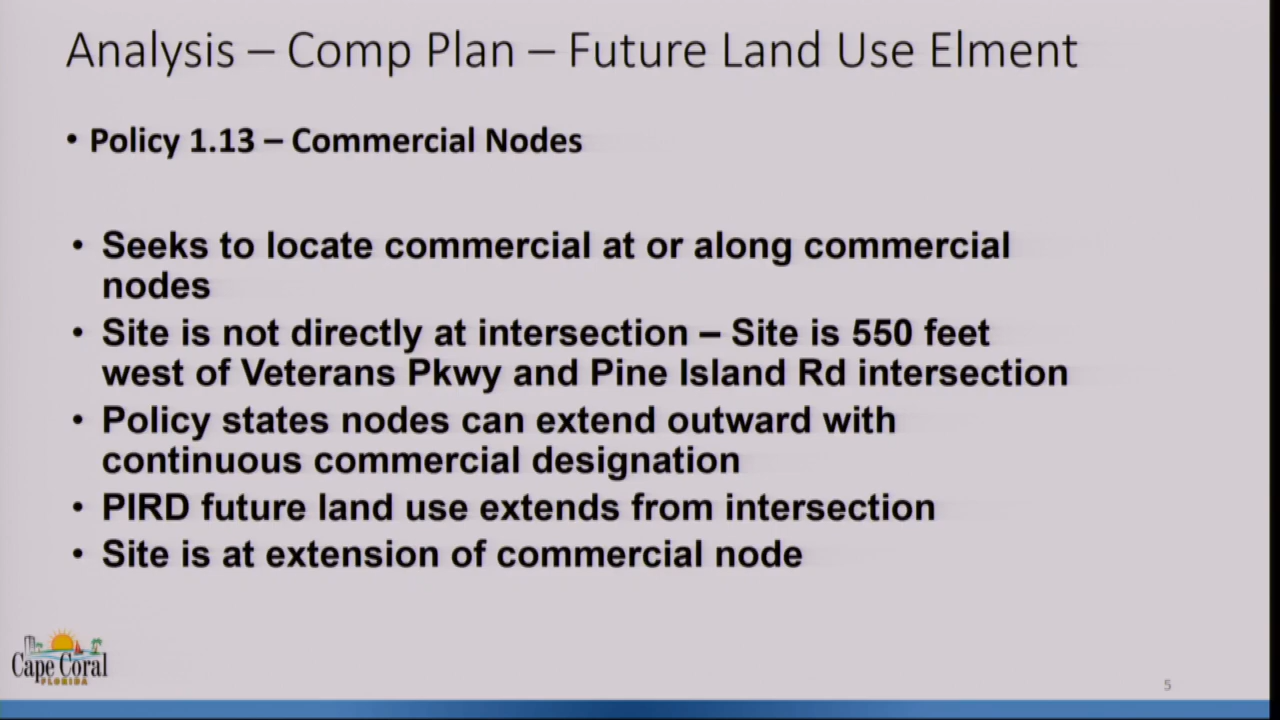 Analysis – Comp Plan – Future Land Use Elment
• Policy 1.13 – Commercial Nodes
• Seeks to locate commercial at or along commercial
nodes
• Site is not directly at intersection – Site is 550 feet
west of Veterans Pkwy and Pine Island Rd intersection
• Policy states nodes can extend outward with
continuous commercial designation
• PIRD future land use extends from intersection
• Site is at extension of commercial node
Cape Coral
FLORIDA
5